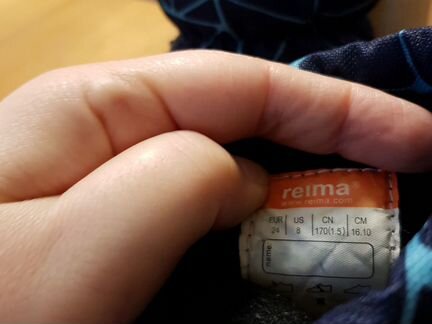 reima®
www.reima.com
EUR US CN CM
24 8 170(1.5) 16.10
name